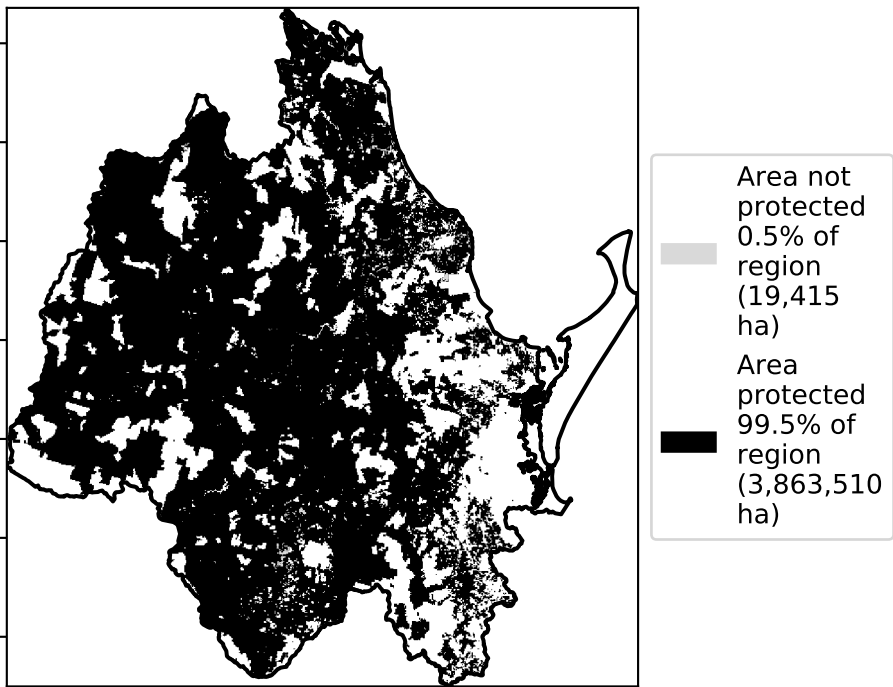 Area not
protected
0.5% of
region
(19,415
ha)
Area
protected
99.5% of
region
(3,863,510
ha)